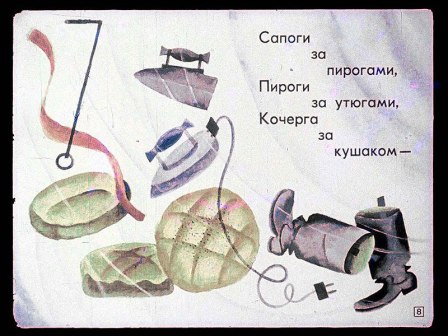 Сапоги
за
пирогами,
Пироги
за утюгами,
Кочерга
за
кушаком—
8